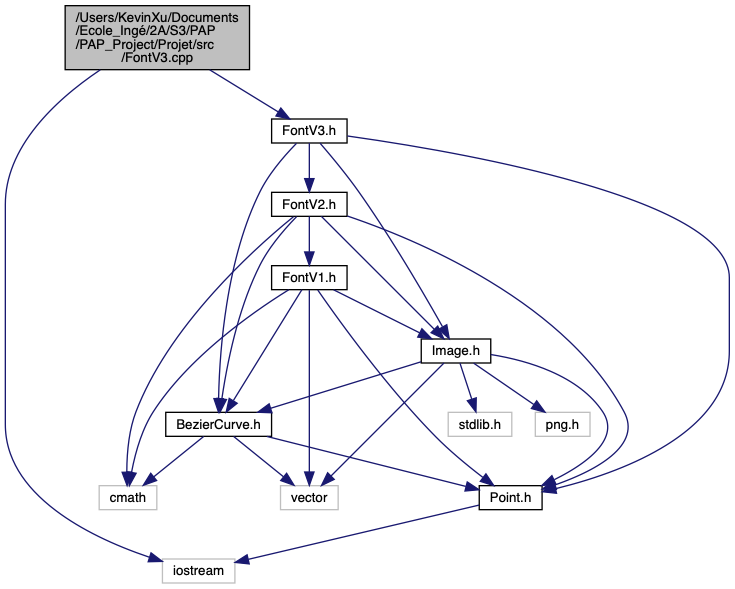 /Users/KevinXu/Documents
/Ecole_Ingé/2A/S3/PAP
/PAP_Project/Projet/src
/FontV3.cpp
FontV3.h
FontV2.h
FontV1.h
Image.h
stdlib.h
png.h
BezierCurve.h
cmath
vector
Point.h
iostream